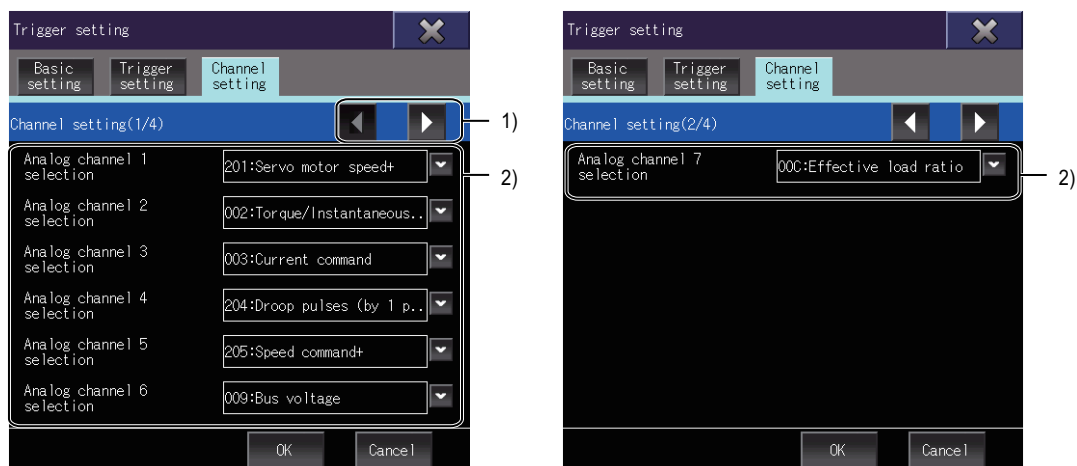 Trigger setting
Basic
setting
Trigger
setting
Channel
setting
Channel setting(1/4)
1)
Analog channel 1
selection
201:Servo motor speed+
2)
Analog channel 2
selection
002:Torque/Instantaneous..
Analog channel 3
selection
003:Current command
Analog channel 4
selection
204:Droop pulses (by 1 p..
Analog channel 5
selection
205:Speed command+
Analog channel 6
selection
009:Bus voltage
OK
Cancel
Trigger setting
Basic
setting
Trigger
setting
Channel
setting
Channel setting(2/4)
Analog channel 7
selection
00C:Effective load ratio
2)
OK
Cancel